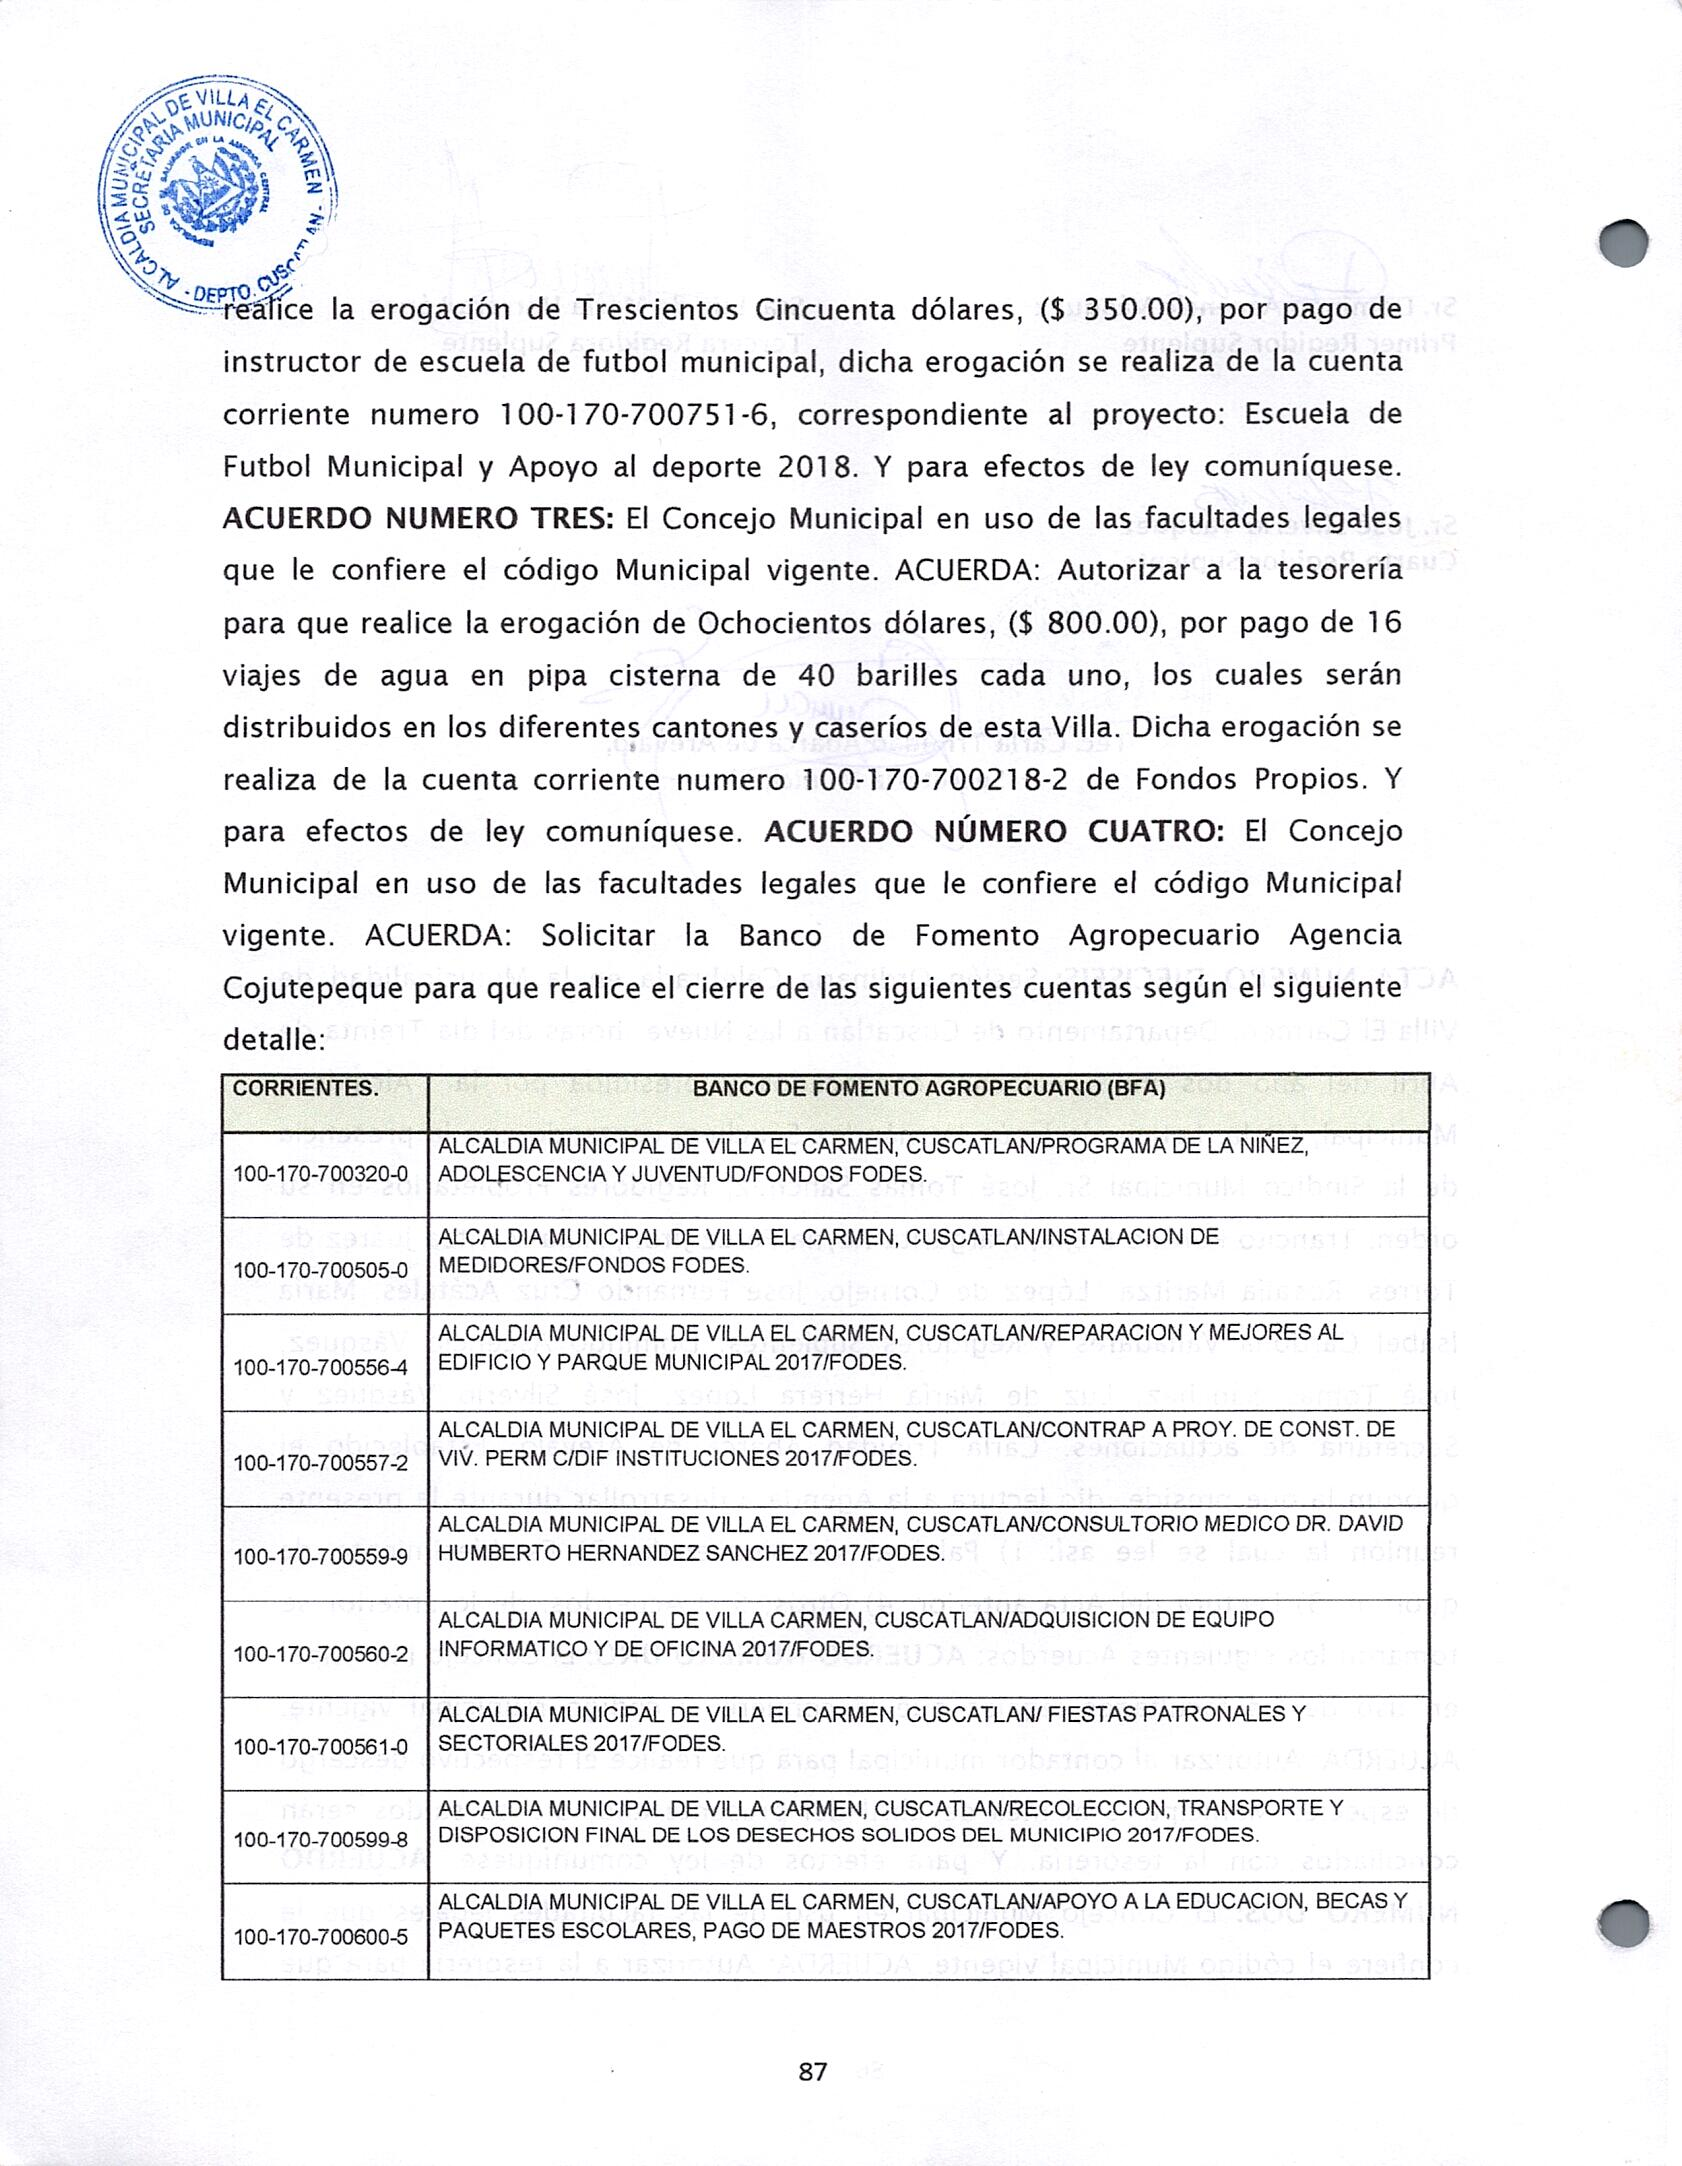 ALCALDIA MUNICIPAL DE VILLA EL CARMEN -
SECRETARIA MUNICIPAL
REPUBLICA DE EL SALVADOR EN LA AMERICA CENTRAL
- DEPTO. CUSCATLAN -
realice la erogación de Trescientos Cincuenta dólares, ($ 350.00), por pago de
instructor de escuela de futbol municipal, dicha erogación se realiza de la cuenta
corriente numero 100-170-700751-6, correspondiente al proyecto: Escuela de
Futbol Municipal y Apoyo al deporte 2018. Y para efectos de ley comuníquese.
ACUERDO NUMERO TRES: El Concejo Municipal en uso de las facultades legales
que le confiere el código Municipal vigente. ACUERDA: Autorizar a la tesorería
para que realice la erogación de Ochocientos dólares, ($ 800.00), por pago de 16
viajes de agua en pipa cisterna de 40 barilles cada uno, los cuales serán
distribuidos en los diferentes cantones y caseríos de esta Villa. Dicha erogación se
realiza de la cuenta corriente numero 100-170-700218-2 de Fondos Propios. Y
para efectos de ley comuníquese. ACUERDO NÚMERO CUATRO: El Concejo
Municipal en uso de las facultades legales que le confiere el código Municipal
vigente. ACUERDA: Solicitar la Banco de Fomento Agropecuario Agencia
Cojutepeque para que realice el cierre de las siguientes cuentas según el siguiente
detalle:
CORRIENTES. BANCO DE FOMENTO AGROPECUARIO (BFA)
ALCALDIA MUNICIPAL DE VILLA EL CARMEN, CUSCATLAN/PROGRAMA DE LA NIÑEZ,
100-170-700320-0 ADOLESCENCIA Y JUVENTUD/FONDOS FODES.
ALCALDIA MUNICIPAL DE VILLA EL CARMEN, CUSCATLAN/INSTALACION DE
100-170-700505-0 MEDIDORES/FONDOS FODES.
ALCALDIA MUNICIPAL DE VILLA EL CARMEN, CUSCATLAN/REPARACION Y MEJORES AL
100-170-700556-4 EDIFICIO Y PARQUE MUNICIPAL 2017/FODES.
ALCALDIA MUNICIPAL DE VILLA EL CARMEN, CUSCATLAN/CONTRAP A PROY. DE CONST. DE
100-170-700557-2 VIV. PERM C/DIF INSTITUCIONES 2017/FODES.
ALCALDIA MUNICIPAL DE VILLA EL CARMEN, CUSCATLAN/CONSULTORIO MEDICO DR. DAVID
100-170-700559-9 HUMBERTO HERNANDEZ SANCHEZ 2017/FODES.
ALCALDIA MUNICIPAL DE VILLA CARMEN, CUSCATLAN/ADQUISICION DE EQUIPO
100-170-700560-2 INFORMATICO Y DE OFICINA 2017/FODES.
ALCALDIA MUNICIPAL DE VILLA EL CARMEN, CUSCATLAN/ FIESTAS PATRONALES Y
100-170-700561-0 SECTORIALES 2017/FODES.
ALCALDIA MUNICIPAL DE VILLA CARMEN, CUSCATLAN/RECOLECCION, TRANSPORTE Y
100-170-700599-8 DISPOSICION FINAL DE LOS DESECHOS SOLIDOS DEL MUNICIPIO 2017/FODES.
ALCALDIA MUNICIPAL DE VILLA EL CARMEN, CUSCATLAN/APOYO A LA EDUCACION, BECAS Y
100-170-700600-5 PAQUETES ESCOLARES, PAGO DE MAESTROS 2017/FODES.
87